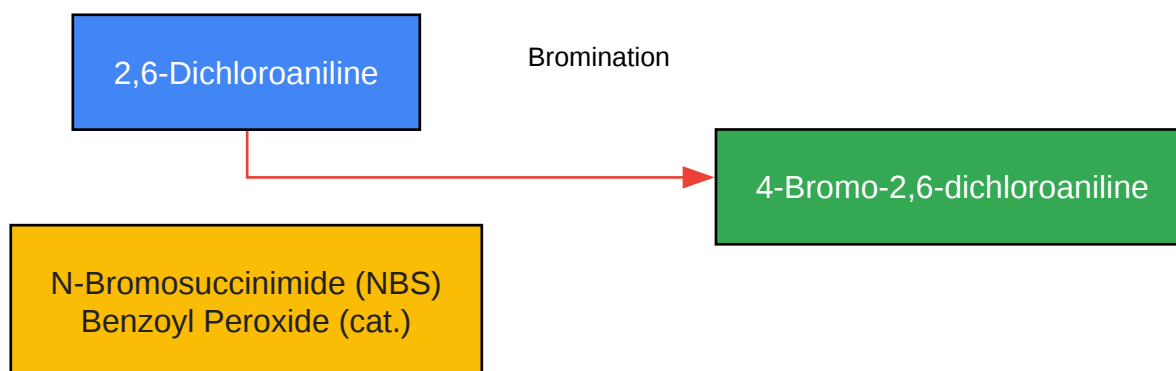 2,6-Dichloroaniline
Bromination
4-Bromo-2,6-dichloroaniline
N-Bromosuccinimide (NBS)
Benzoyl Peroxide (cat.)